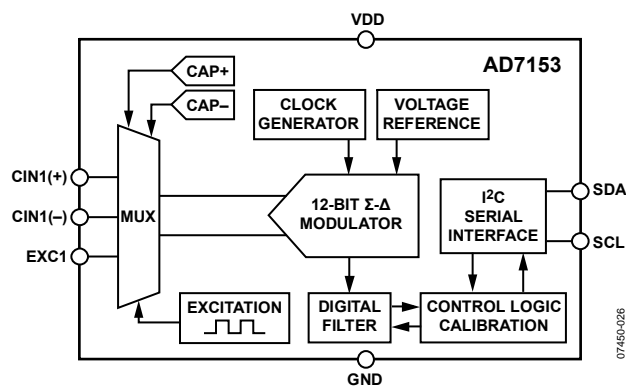 VDD
AD7153
CAP+
CAP–
CLOCK
GENERATOR
VOLTAGE
REFERENCE
CIN1(+)
CIN1(–)
EXC1
MUX
12-BIT Σ-Δ
MODULATOR
I²C
SERIAL
INTERFACE
SDA
SCL
EXCITATION
DIGITAL
FILTER
CONTROL LOGIC
CALIBRATION
GND
07450-026